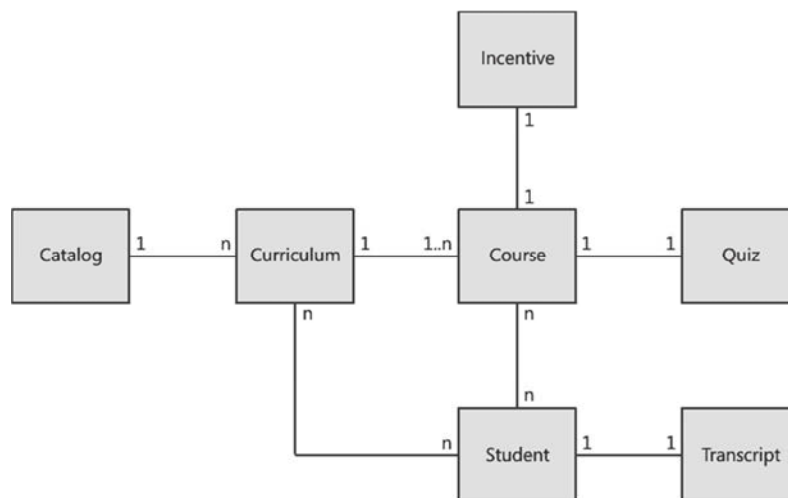 Incentive
1
1
Catalog 1 n Curriculum 1 1..n Course 1 1 Quiz
n n
n
n Student 1 1 Transcript